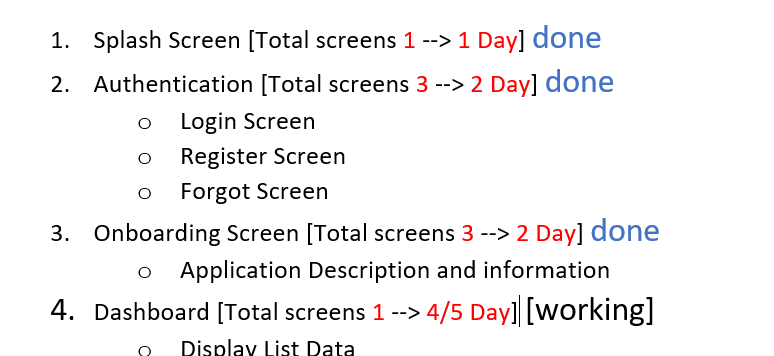 1. Splash Screen [Total screens 1 --> 1 Day] done
2. Authentication [Total screens 3 --> 2 Day] done
o Login Screen
o Register Screen
o Forgot Screen
3. Onboarding Screen [Total screens 3 --> 2 Day] done
o Application Description and information
4. Dashboard [Total screens 1 --> 4/5 Day] [working]
o Display List Data